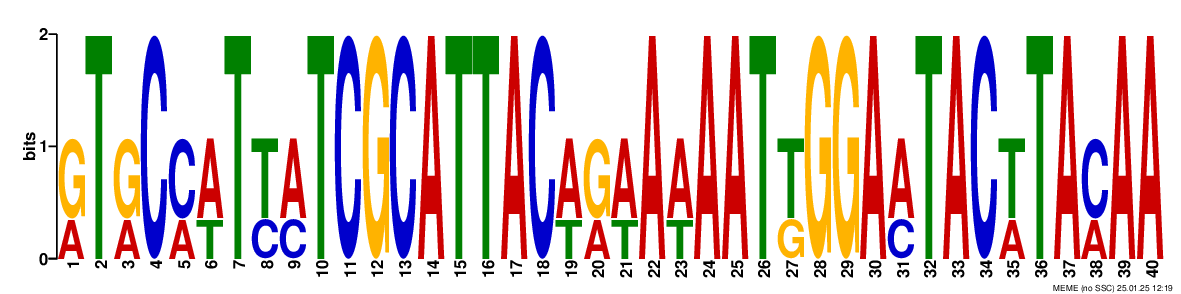 2
bits
1
0
GTGCCATTATCGCATTACAGAAAAATTGGAATACTTACAA
A A A T C C T A T T G C A A
1 2 3 4 5 6 7 8 9 10 11 12 13 14 15 16 17 18 19 20 21 22 23 24 25 26 27 28 29 30 31 32 33 34 35 36 37 38 39 40
MEME (no SSC) 25.01.25 12:19